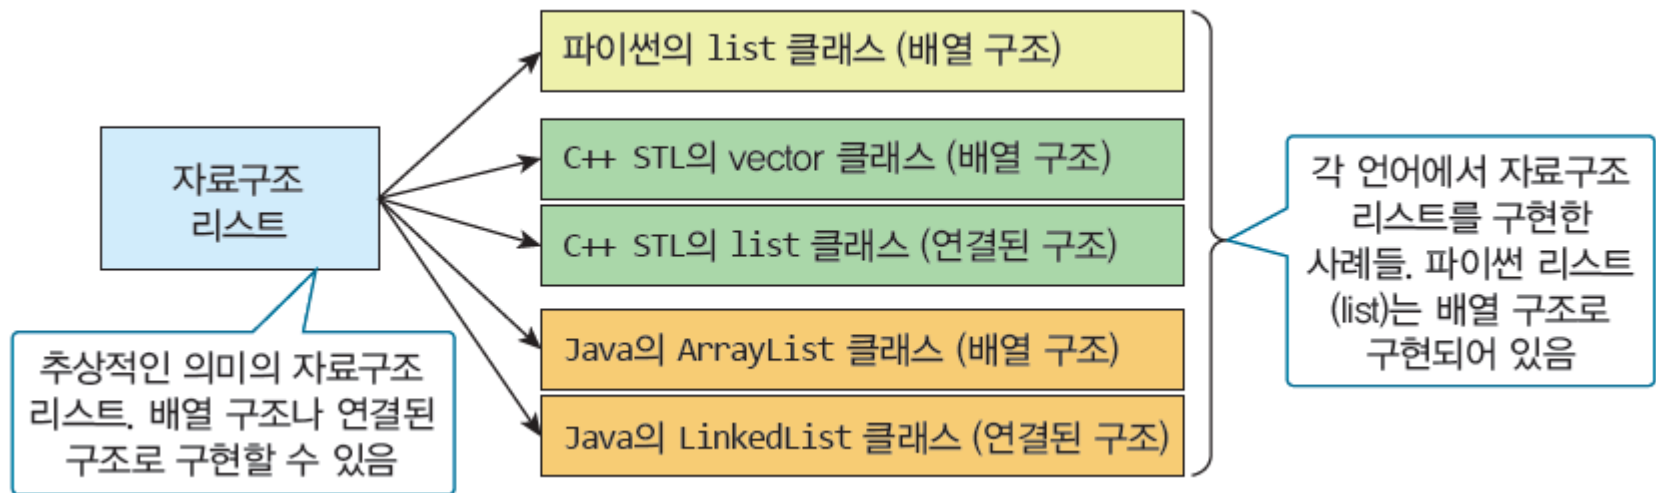 자료구조
리스트
추상적인 의미의 자료구조
리스트. 배열 구조나 연결된
구조로 구현할 수 있음
파이썬의 list 클래스 (배열 구조)
C++ STL의 vector 클래스 (배열 구조)
C++ STL의 list 클래스 (연결된 구조)
Java의 ArrayList 클래스 (배열 구조)
Java의 LinkedList 클래스 (연결된 구조)
각 언어에서 자료구조
리스트를 구현한
사례들. 파이썬 리스트
(list)는 배열 구조로
구현되어 있음